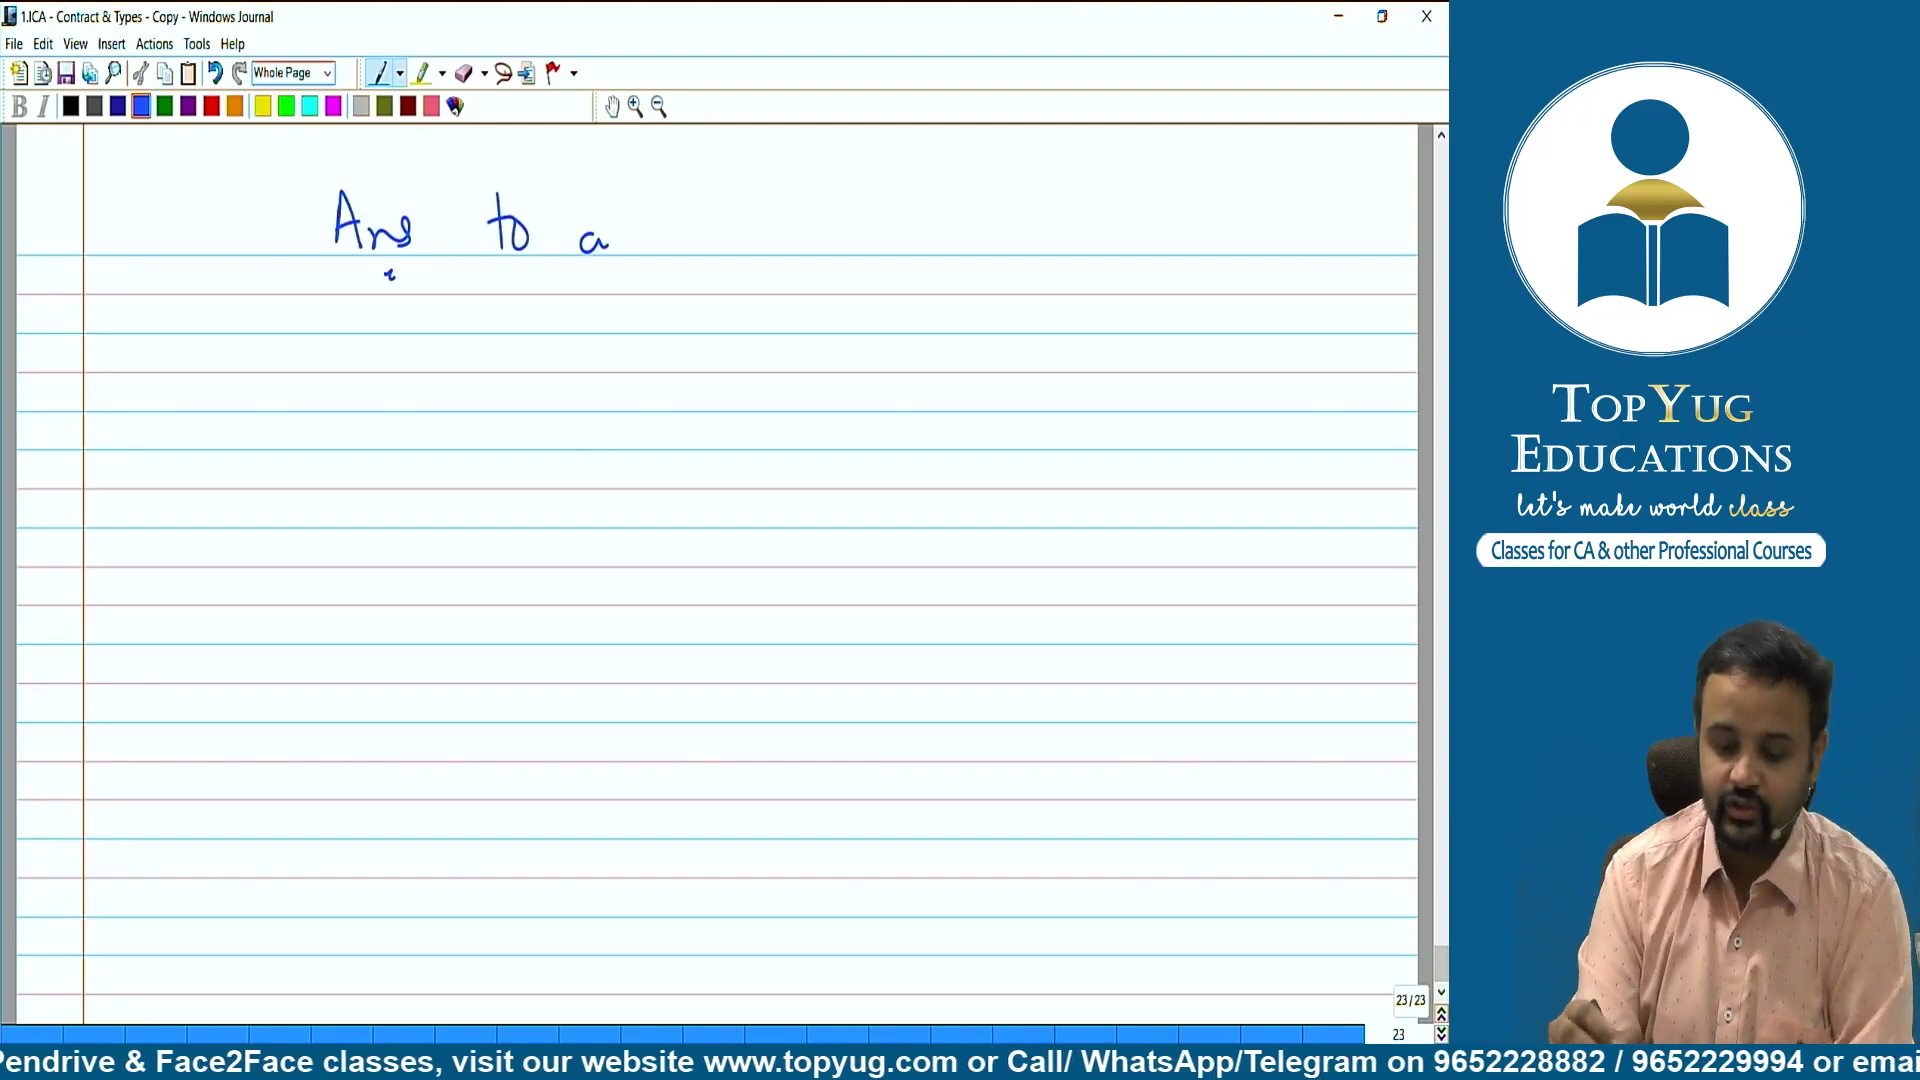 1.ICA - Contract & Types - Copy - Windows Journal
File Edit View Insert Actions Tools Help
Whole Page
B I
Ans to a
23 / 23
23
TOPYUG
EDUCATIONS
let's make world class
Classes for CA & other Professional Courses
Pendrive & Face2Face classes, visit our website www.topyug.com or Call/ WhatsApp/Telegram on 9652228882 / 9652229994 or emai